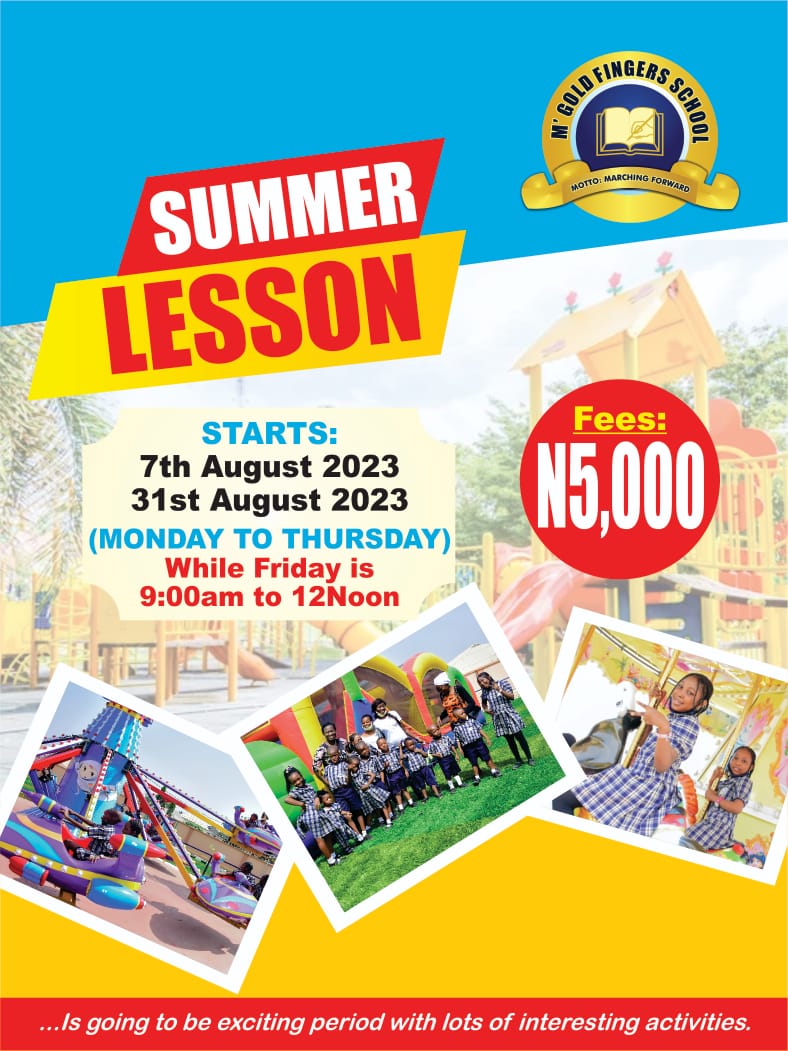 M' GOLD FINGERS SCHOOL
MOTTO: MARCHING FORWARD
SUMMER
LESSON
STARTS:
7th August 2023
31st August 2023
(MONDAY TO THURSDAY)
While Friday is
9:00am to 12Noon
Fees:
N5,000
...Is going to be exciting period with lots of interesting activities.